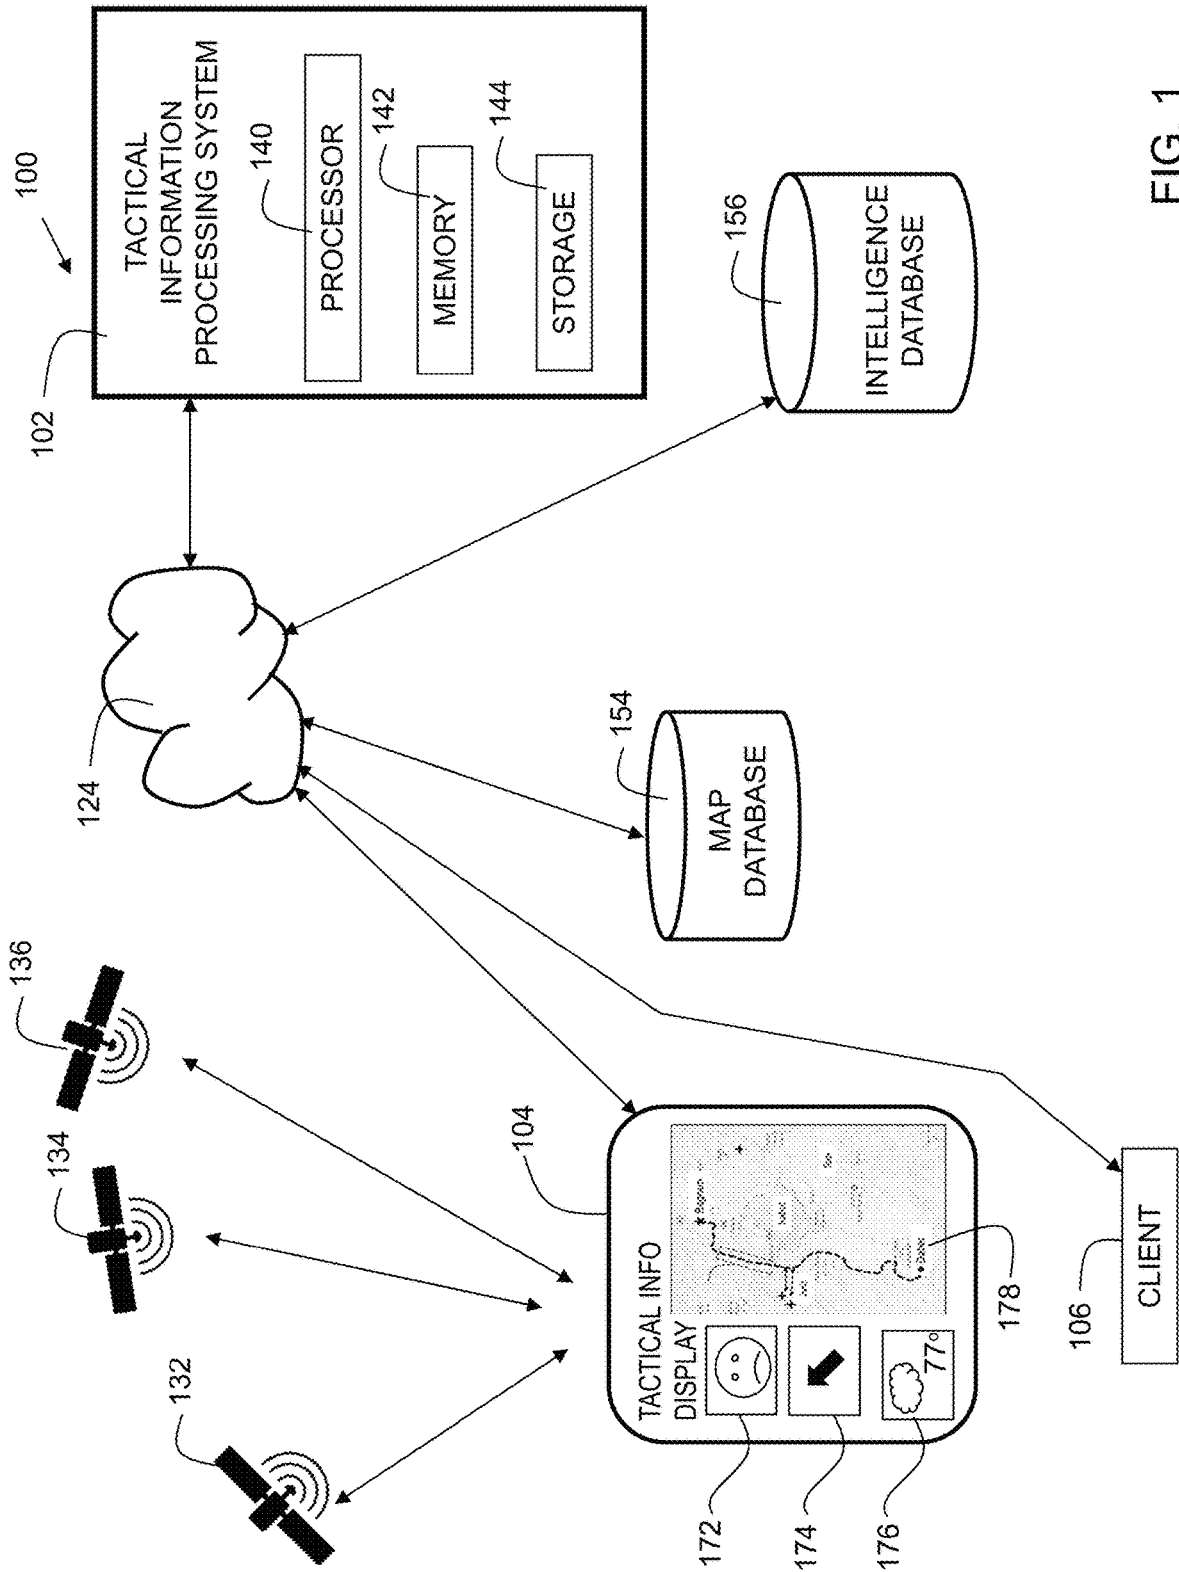 100
102
TACTICAL
INFORMATION
PROCESSING SYSTEM
140
PROCESSOR
142
MEMORY
144
STORAGE
124
136
134
132
154
MAP
DATABASE
156
INTELLIGENCE
DATABASE
104
TACTICAL INFO
DISPLAY
77°
172
174
176
178
106
CLIENT
FIG. 1